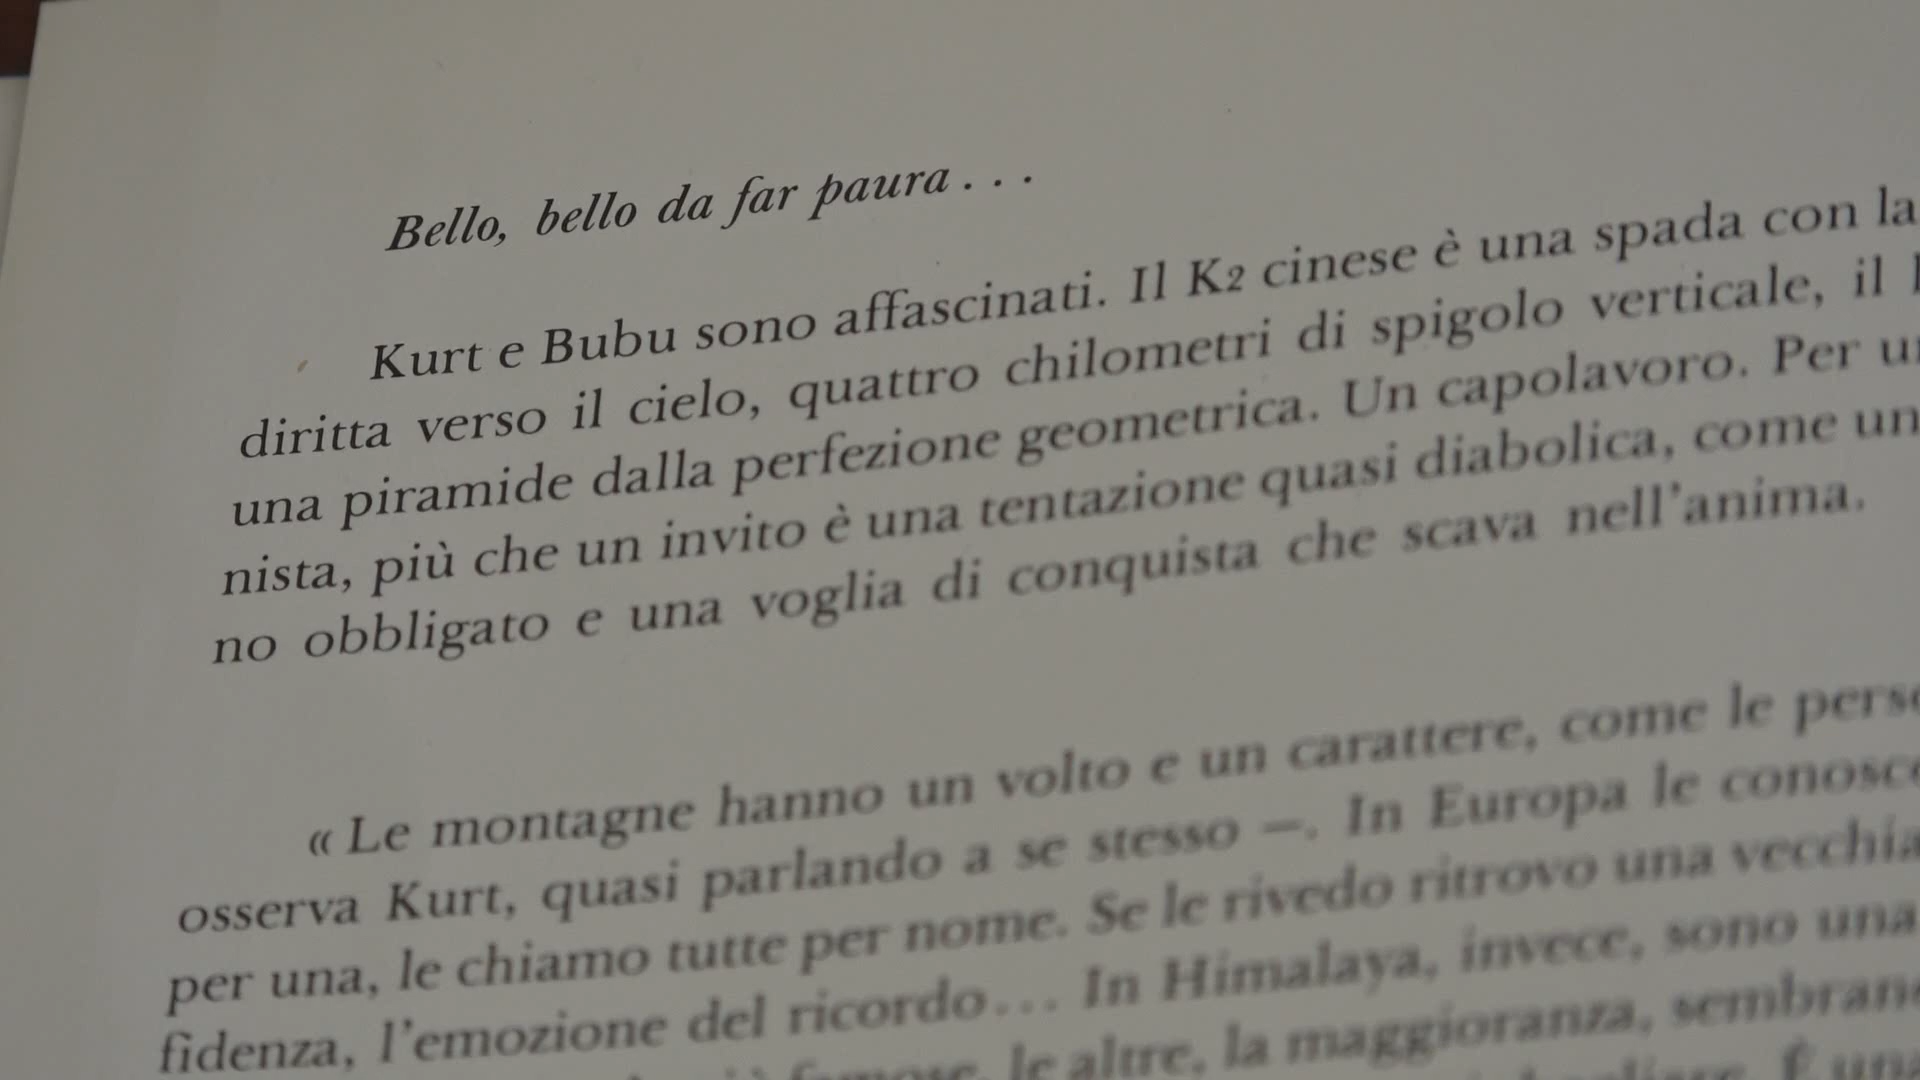 Bello, bello da far paura . . .
Kurt e Bubu sono affascinati. Il K2 cinese è una spada con la
diritta verso il cielo, quattro chilometri di spigolo verticale, il
una piramide dalla perfezione geometrica. Un capolavoro. Per
nista, più che un invito è una tentazione quasi diabolica, come un
no obbligato e una voglia di conquista che scava nell'anima.
« Le montagne hanno un volto e un carattere, come le
osserva Kurt, quasi parlando a se stesso —. In Europa le
per una, le chiamo tutte per nome. Se le rivedo ritrovo una vecchia
fidenza, l'emozione del ricordo... In Himalaya, invece, sono una
le altre, la maggioranza,
È una